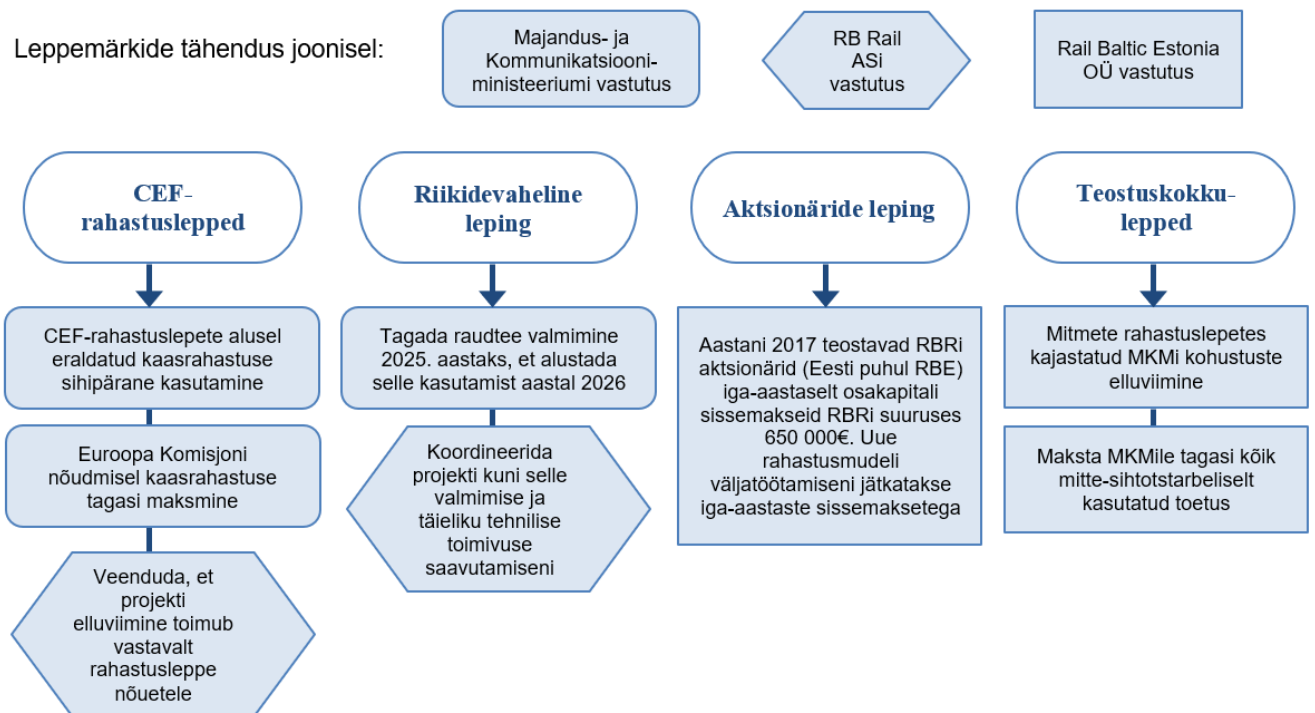 Leppemärkide tähendus joonisel:
Majandus- ja
Kommunikatsiooni-
ministeeriumi vastutus
RB Rail
ASi
vastutus
Rail Baltic Estonia
OÜ vastutus
CEF-
rahastuslepped
CEF-rahastuslepete alusel
eraldatud kaasrahastuse
sihipärane kasutamine
Euroopa Komisjoni
nõudmisel kaasrahastuse
tagasi maksmine
Veenduda, et
projekti
elluviimine toimub
vastavalt
rahastusleppe
nõuetele
Riikidevaheline
leping
Tagada raudtee valmimine
2025. aastaks, et alustada
selle kasutamist aastal 2026
Koordineerida
projekti kuni selle
valmimise ja
täieliku tehnilise
toimivuse
saavutamiseni
Aktsionäride leping
Aastani 2017 teostavad RBRi
aktsionärid (Eesti puhul RBE)
iga-aastaselt osakapitali
sissemakseid RBRi suuruses
650 000€. Uue
rahastusmudeli
väljatöötamiseni jätkatakse
iga-aastaste sissemaksetega
Teostuskokku-
lepped
Mitmete rahastuslepetes
kajastatud MKMi kohustuste
elluviimine
Maksta MKMile tagasi kõik
mitte-sihtotstarbeliselt
kasutatud toetus